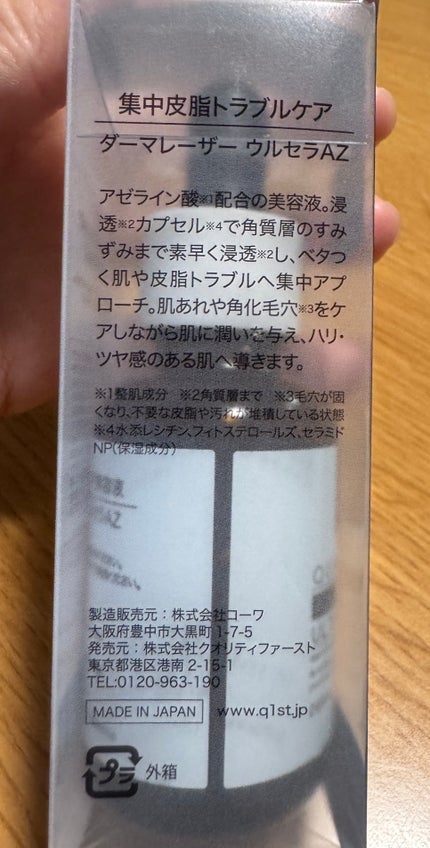 集中皮脂トラブルケア
ダーマレーザー ウルセラAZ
アゼライン酸※1配合の美容液。浸
透※2カプセル※4で角質層のすみ
ずみまで素早く浸透※2し、ベタつ
く肌や皮脂トラブルへ集中アプ
ローチ。肌あれや角化毛穴※3をケ
アしながら肌に潤いを与え、ハリ・
ツヤ感のある肌へ導きます。
※1整肌成分 ※2角質層まで ※3毛穴が固
くなり、不要な皮脂や汚れが堆積している状態
※4水添レシチン、フィトステロールズ、セラミド
NP(保湿成分)
製造販売元：株式会社コーワ
大阪府豊中市大黒町1-7-5
発売元：株式会社クオリティファースト
東京都港区港南2-15-1
TEL:0120-963-190
MADE IN JAPAN www.q1st.jp
プラ 外箱